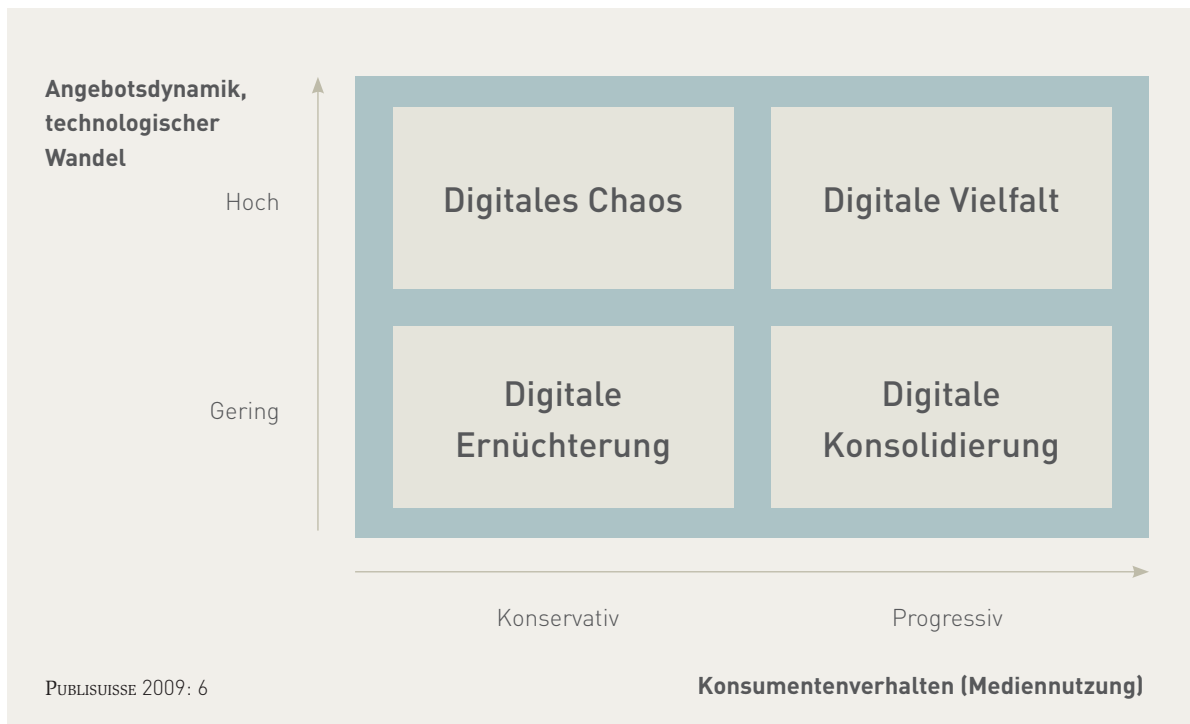 Angebotsdynamik,
technologischer
Wandel
Hoch
Digitales Chaos
Digitale Vielfalt
Gering
Digitale
Ernüchterung
Digitale
Konsolidierung
Konservativ
Progressiv
Publisuisse 2009: 6
Konsumentenverhalten (Mediennutzung)